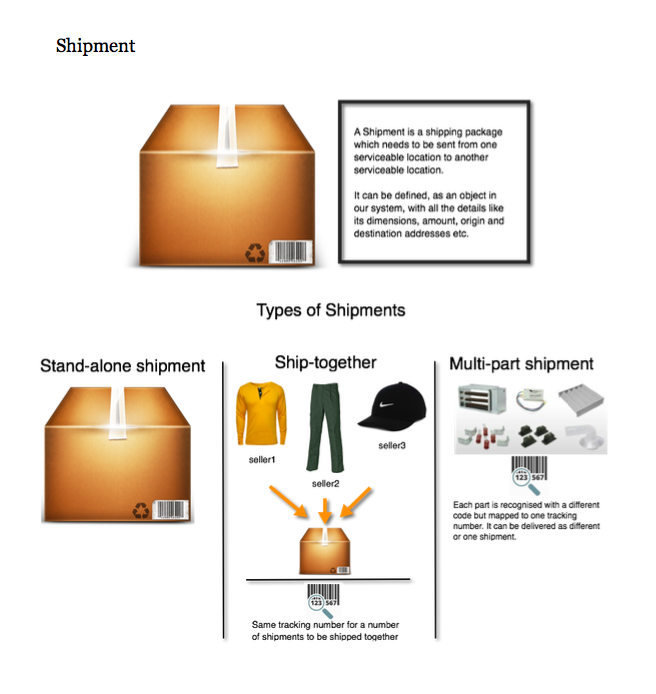 Shipment
A Shipment is a shipping package
which needs to be sent from one
serviceable location to another
serviceable location.
It can be defined, as an object in
our system, with all the details like
its dimensions, amount, origin and
destination addresses etc.
Types of Shipments
Stand-alone shipment
Ship-together
seller1
seller2
seller3
123 567
Same tracking number for a number
of shipments to be shipped together
Multi-part shipment
123 567
Each part is recognised with a different
code but mapped to one tracking
number. It can be delivered as different
or one shipment.